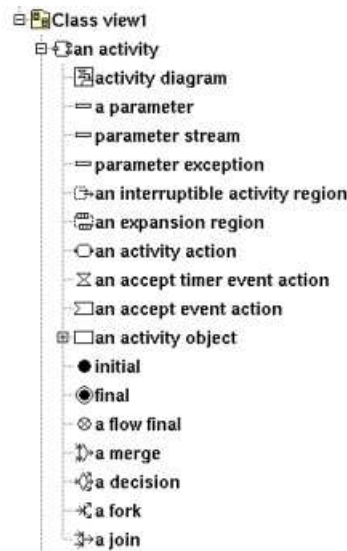 Class view1
an activity
activity diagram
a parameter
parameter stream
parameter exception
an interruptible activity region
an expansion region
an activity action
an accept timer event action
an accept event action
an activity object
initial
final
a flow final
a merge
a decision
a fork
a join